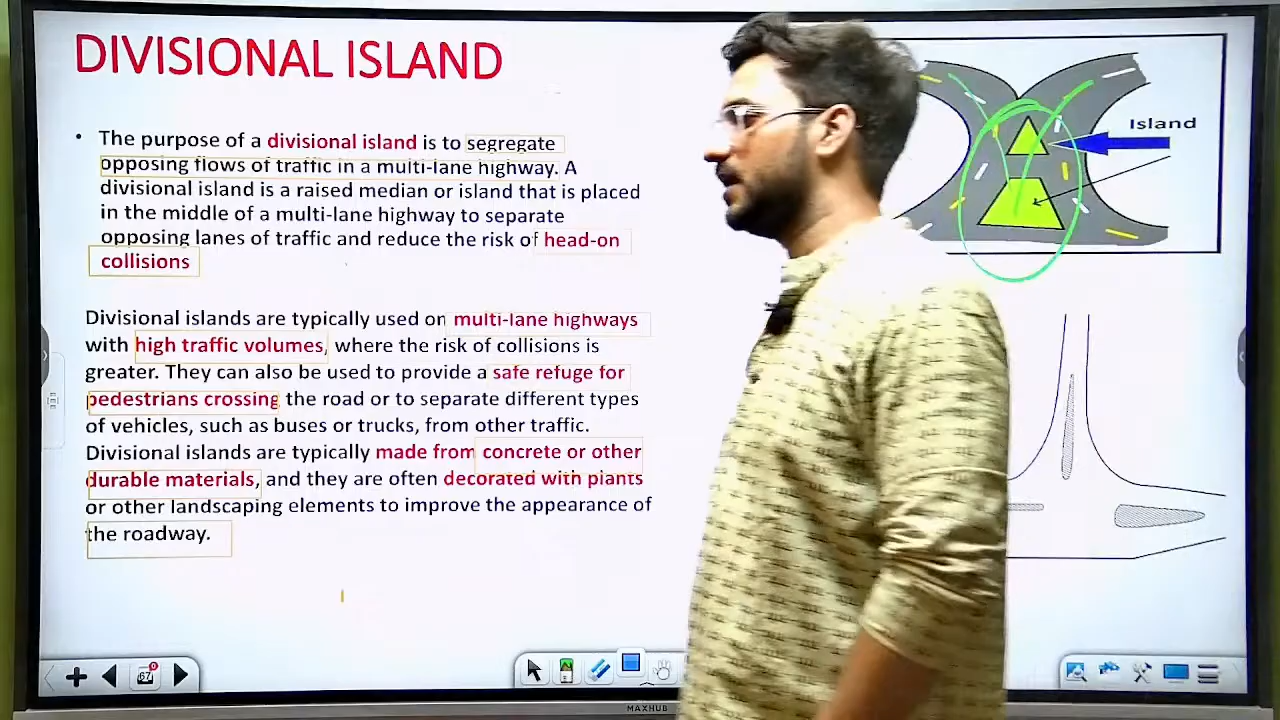 DIVISIONAL ISLAND
• The purpose of a divisional island is to segregate
opposing flows of traffic in a multi-lane highway. A
divisional island is a raised median or island that is placed
in the middle of a multi-lane highway to separate
opposing lanes of traffic and reduce the risk of head-on
collisions
Divisional islands are typically used on multi-lane highways
with high traffic volumes, where the risk of collisions is
greater. They can also be used to provide a safe refuge for
pedestrians crossing the road or to separate different types
of vehicles, such as buses or trucks, from other traffic.
Divisional islands are typically made from concrete or other
durable materials, and they are often decorated with plants
or other landscaping elements to improve the appearance of
the roadway.
Island
67
MAXHUB